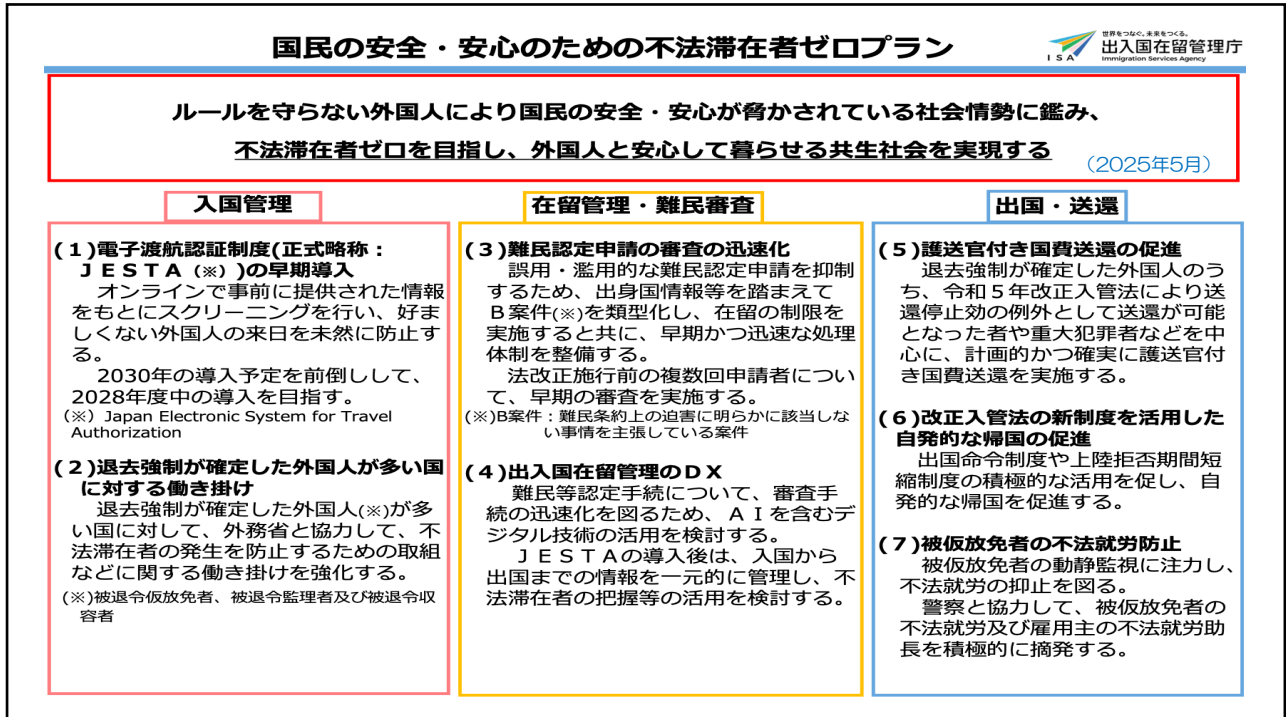 国民の安全・安心のための不法滞在者ゼロプラン
ISA
世界をつなぐ。未来をつくる。
出入国在留管理庁
Immigration Services Agency
ルールを守らない外国人により国民の安全・安心が脅かされている社会情勢に鑑み、
不法滞在者ゼロを目指し、外国人と安心して暮らせる共生社会を実現する
（2025年5月）
入国管理
(１)電子渡航認証制度(正式略称：
ＪＥＳＴＡ（※）)の早期導入
オンラインで事前に提供された情報
をもとにスクリーニングを行い、好ま
しくない外国人の来日を未然に防止す
る。
2030年の導入予定を前倒しして、
2028年度中の導入を目指す。
（※）Japan Electronic System for Travel
Authorization
(２)退去強制が確定した外国人が多い国
に対する働き掛け
退去強制が確定した外国人(※)が多
い国に対して、外務省と協力して、不
法滞在者の発生を防止するための取組
などに関する働き掛けを強化する。
(※)被退令仮放免者、被退令監理者及び被退令収
容者
在留管理・難民審査
(３)難民認定申請の審査の迅速化
誤用・濫用的な難民認定申請を抑制
するため、出身国情報等を踏まえて
Ｂ案件(※)を類型化し、在留の制限を
実施すると共に、早期かつ迅速な処理
体制を整備する。
法改正施行前の複数回申請者につい
て、早期の審査を実施する。
(※)B案件：難民条約上の迫害に明らかに該当しな
い事情を主張している案件
(４)出入国在留管理のＤＸ
難民等認定手続について、審査手
続の迅速化を図るため、ＡＩを含むデ
ジタル技術の活用を検討する。
ＪＥＳＴＡの導入後は、入国から
出国までの情報を一元的に管理し、不
法滞在者の把握等の活用を検討する。
出国・送還
(５)護送官付き国費送還の促進
退去強制が確定した外国人のう
ち、令和５年改正入管法により送
還停止効の例外として送還が可能
となった者や重大犯罪者などを中
心に、計画的かつ確実に護送官付
き国費送還を実施する。
(６)改正入管法の新制度を活用した
自発的な帰国の促進
出国命令制度や上陸拒否期間短
縮制度の積極的な活用を促し、自
発的な帰国を促進する。
(７)被仮放免者の不法就労防止
被仮放免者の動静監視に注力し、
不法就労の抑止を図る。
警察と協力して、被仮放免者の
不法就労及び雇用主の不法就労助
長を積極的に摘発する。